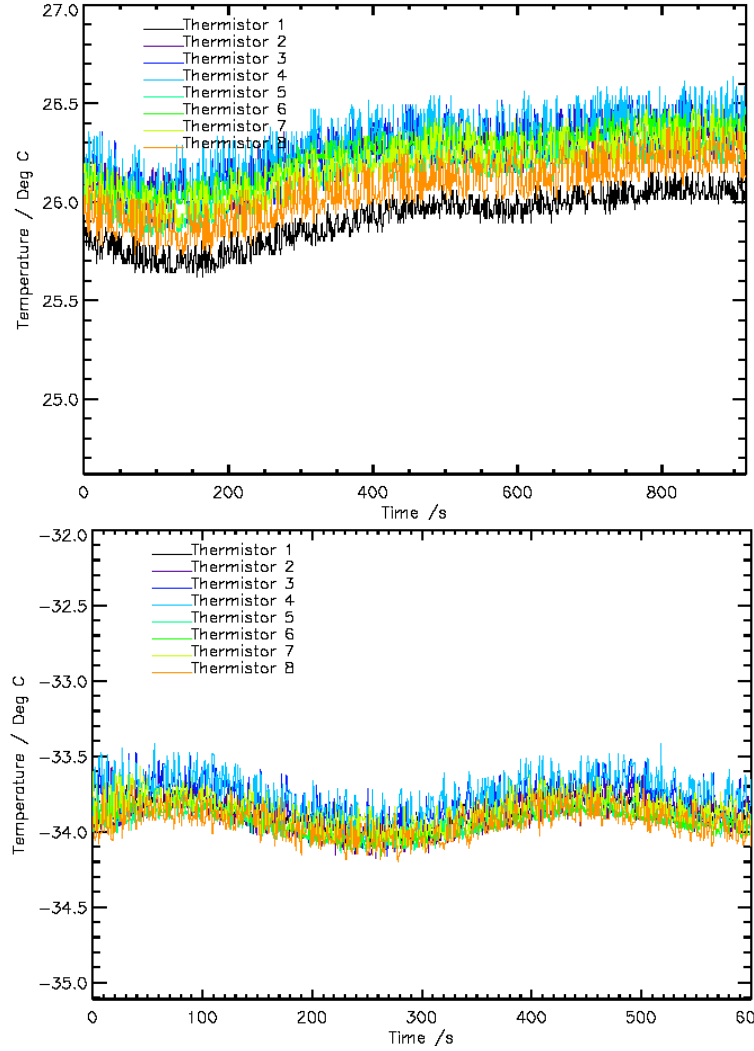 27.0
26.5
26.0
25.5
25.0
Temperature / Deg C
Thermistor 1
Thermistor 2
Thermistor 3
Thermistor 4
Thermistor 5
Thermistor 6
Thermistor 7
Thermistor 8
0 200 400 600 800
Time /s
-32.0
-32.5
-33.0
-33.5
-34.0
-34.5
-35.0
Temperature / Deg C
Thermistor 1
Thermistor 2
Thermistor 3
Thermistor 4
Thermistor 5
Thermistor 6
Thermistor 7
Thermistor 8
0 100 200 300 400 500 60
Time /s